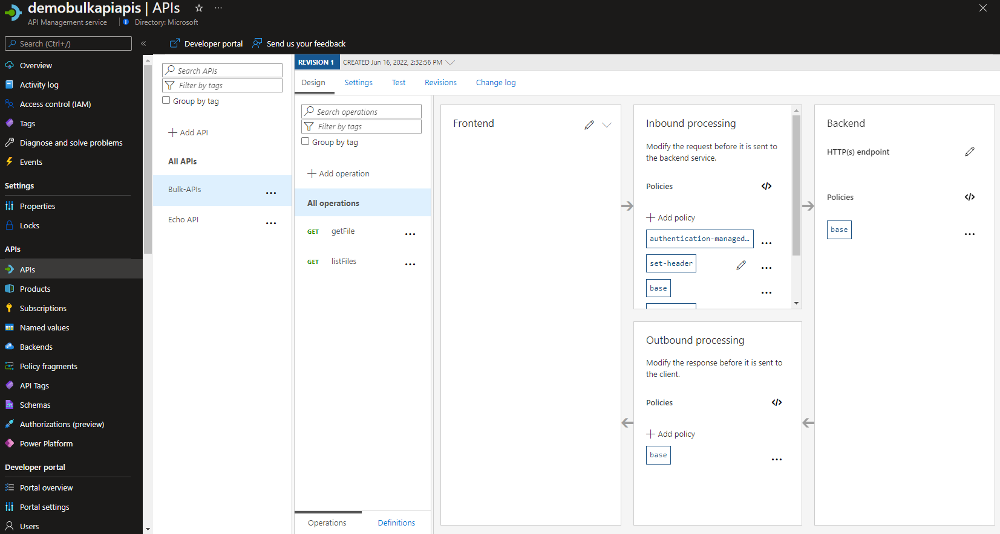 demobulkapiapis | APIs
API Management service
Directory: Microsoft
Search (Ctrl+/)
Developer portal
Send us your feedback
Overview
Activity log
Access control (IAM)
Tags
Diagnose and solve problems
Events
Settings
Properties
Locks
APIs
APIs
Products
Subscriptions
Named values
Backends
Policy fragments
API Tags
Schemas
Authorizations (preview)
Power Platform
Developer portal
Portal overview
Portal settings
Users
Search APIs
Filter by tags
Group by tag
Add API
All APIs
Bulk-APIs
Echo API
REVISION 1
CREATED Jun 16, 2022, 2:32:56 PM
Design
Settings
Test
Revisions
Change log
Search operations
Filter by tags
Group by tag
Add operation
All operations
GET getFile
GET listFiles
Operations
Definitions
Frontend
Inbound processing
Modify the request before it is sent to
the backend service.
Policies
</>
Add policy
authentication-managed…
set-header
base
Outbound processing
Modify the response before it is sent to
the client.
Policies
</>
Add policy
base
Backend
HTTP(s) endpoint
Policies
</>
base